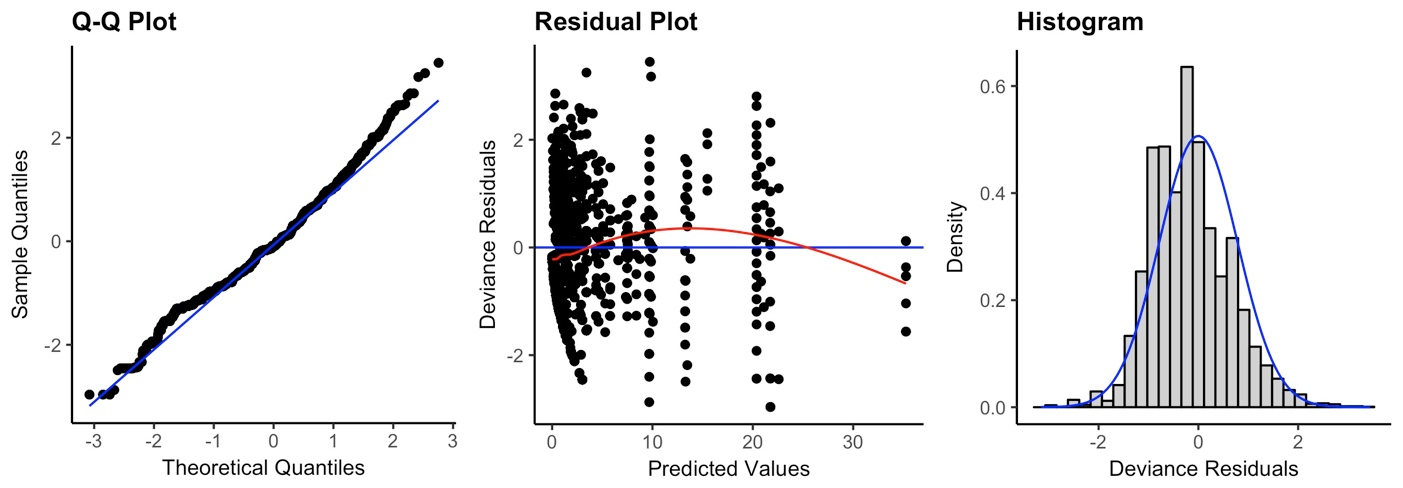 Q-Q Plot
Sample Quantiles
2
0
-2
-3
-2
-1
0
1
2
3
Theoretical Quantiles
Residual Plot
Deviance Residuals
2
0
-2
0
10
20
30
Predicted Values
Histogram
Density
0.6
0.4
0.2
0.0
-2
0
2
Deviance Residuals